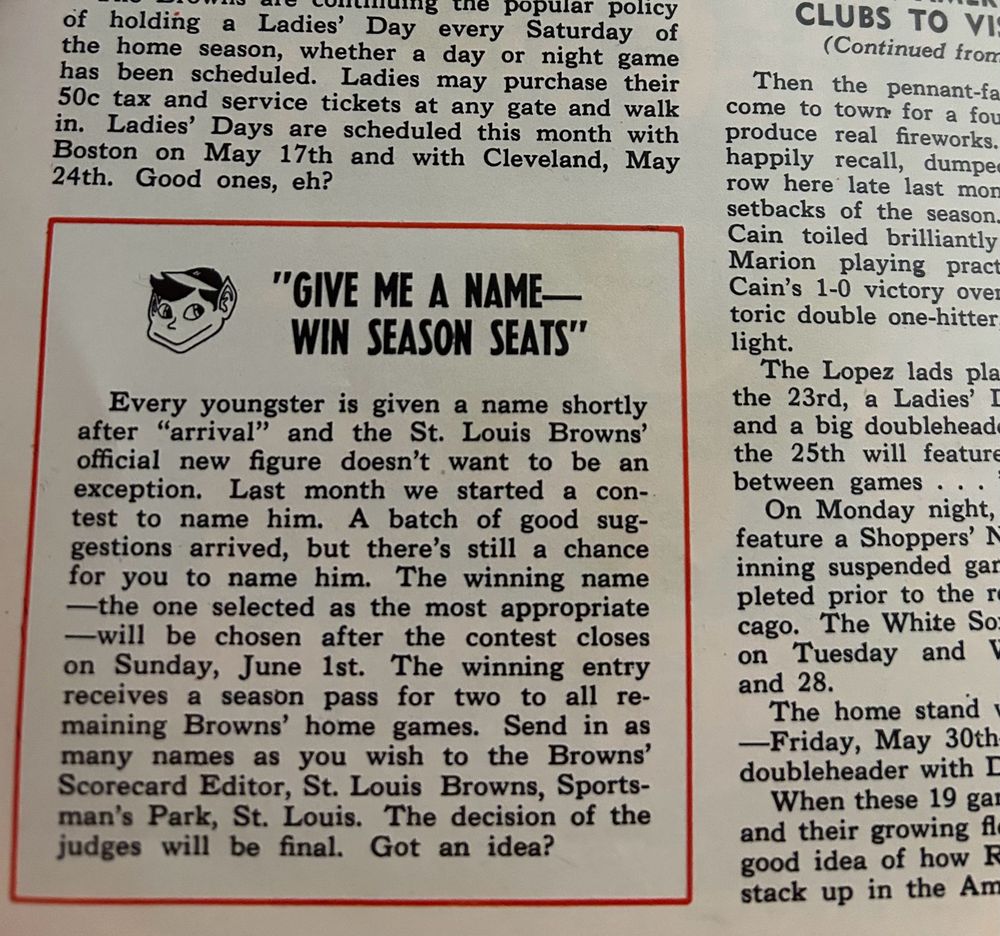 The Browns are continuing the popular policy
of holding a Ladies' Day every Saturday of
the home season, whether a day or night game
has been scheduled. Ladies may purchase their
50c tax and service tickets at any gate and walk
in. Ladies' Days are scheduled this month with
Boston on May 17th and with Cleveland, May
24th. Good ones, eh?
"GIVE ME A NAME—
WIN SEASON SEATS"
Every youngster is given a name shortly
after "arrival" and the St. Louis Browns'
official new figure doesn't want to be an
exception. Last month we started a con-
test to name him. A batch of good sug-
gestions arrived, but there's still a chance
for you to name him. The winning name
—the one selected as the most appropriate
—will be chosen after the contest closes
on Sunday, June 1st. The winning entry
receives a season pass for two to all re-
maining Browns' home games. Send in as
many names as you wish to the Browns'
Scorecard Editor, St. Louis Browns, Sports-
man's Park, St. Louis. The decision of the
judges will be final. Got an idea?
CLUBS TO
(Continued from
Then the
come to town for a
produce real fireworks.
happily recall,
row here late last
setbacks of the season.
Cain toiled brilliantly
Marion playing
Cain's 1-0 victory over
toric double one-hitter
light.
The Lopez lads
the 23rd, a Ladies'
and a big
the 25th will feature
between games . . .
On Monday night,
feature a Shoppers'
inning suspended
pleted prior to the
cago. The White
on Tuesday and
and 28.
The home stand
—Friday, May 30th
doubleheader with
When these 19
and their growing
good idea of how
stack up in the